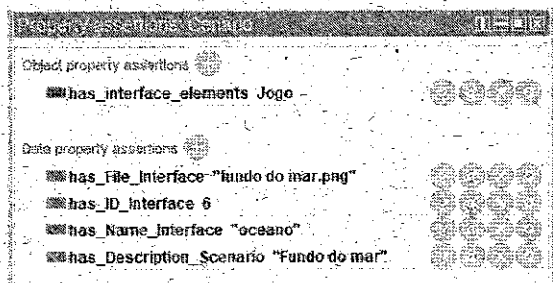 Property assertions: Cenario
Object property assertions
has_interface_elements Jogo
Data property assertions
has_File_Interface "fundo do mar.png"
has_ID_Interface 6
has_Name_Interface "oceano"
has_Description_Scenario "Fundo do mar"